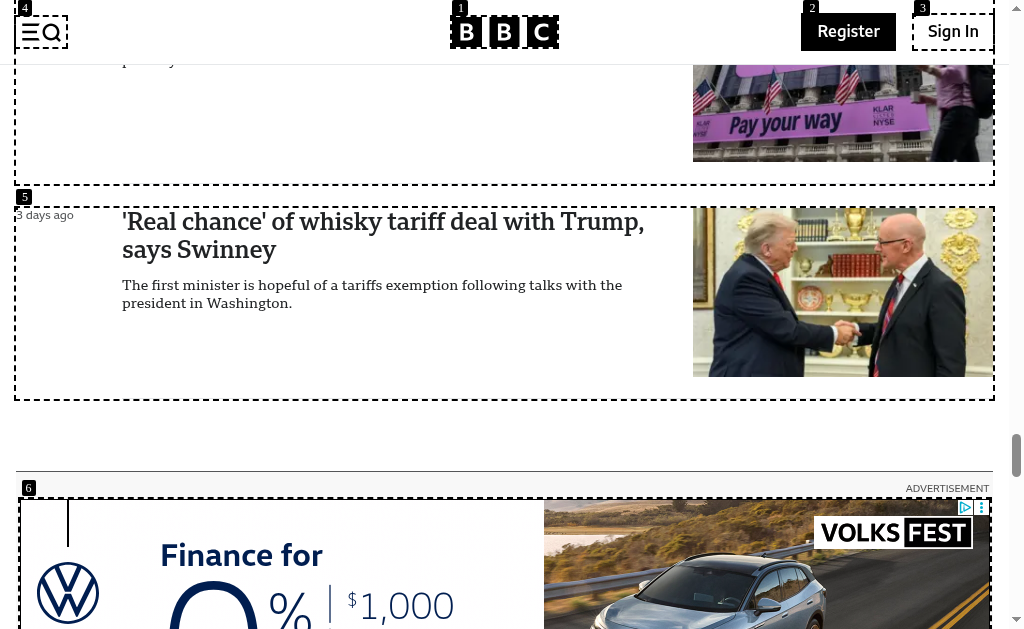 4
1
2
3
BBC
Register
Sign In
KLAR
NYSE
Pay your way
5
3 days ago
'Real chance' of whisky tariff deal with Trump,
says Swinney
The first minister is hopeful of a tariffs exemption following talks with the
president in Washington.
6
ADVERTISEMENT
VOLKSFEST
Finance for
0% $1,000